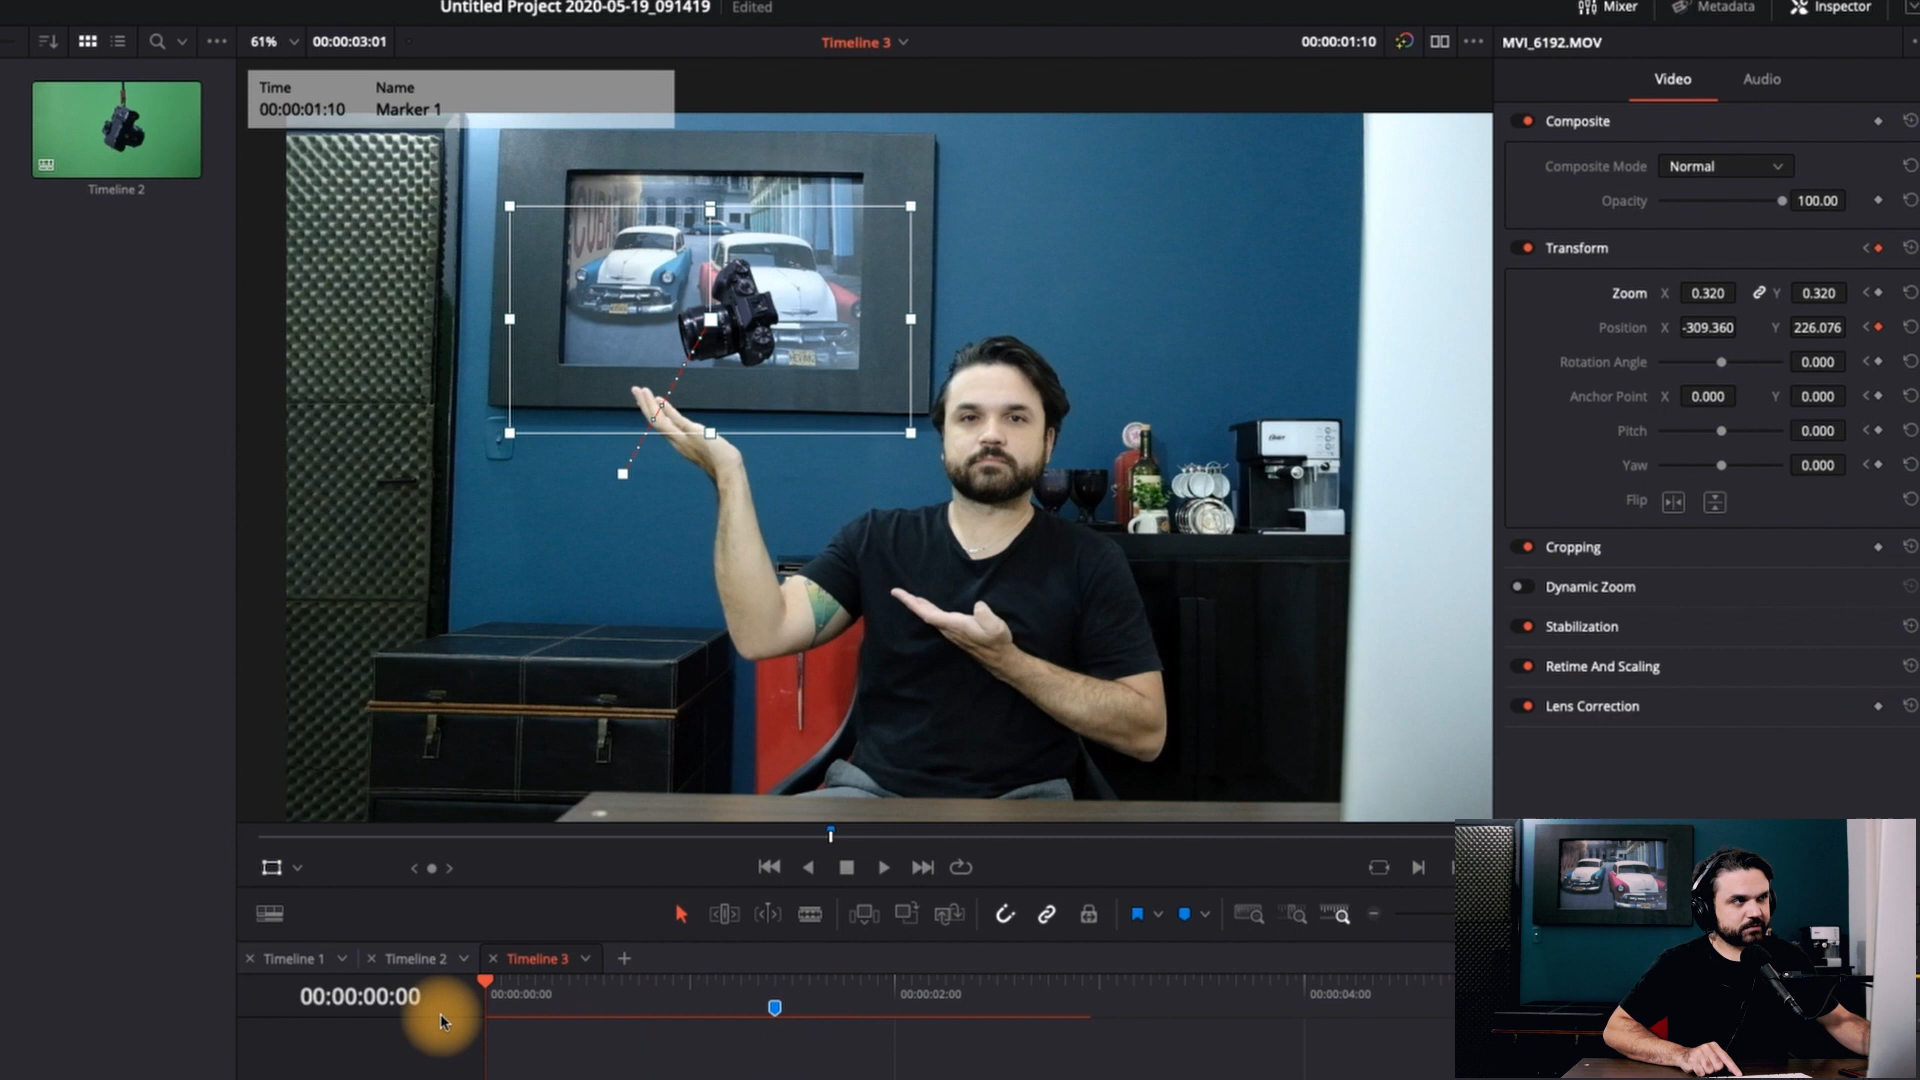 Untitled Project 2020-05-19_091419 Edited
Mixer Metadata Inspector
61% 00:00:03:01 Timeline 3 00:00:01:10 MVI_6192.MOV
Video Audio
Time Name
00:00:01:10 Marker 1
Timeline 2
CUBA
Oster
Composite
Composite Mode Normal
Opacity 100.00
Transform
Zoom X 0.320 Y 0.320
Position X -309.360 Y 226.076
Rotation Angle 0.000
Anchor Point X 0.000 Y 0.000
Pitch 0.000
Yaw 0.000
Flip
Cropping
Dynamic Zoom
Stabilization
Retime And Scaling
Lens Correction
Timeline 1 Timeline 2 Timeline 3
00:00:00:00 00:00:00:00 00:00:02:00 00:00:04:00